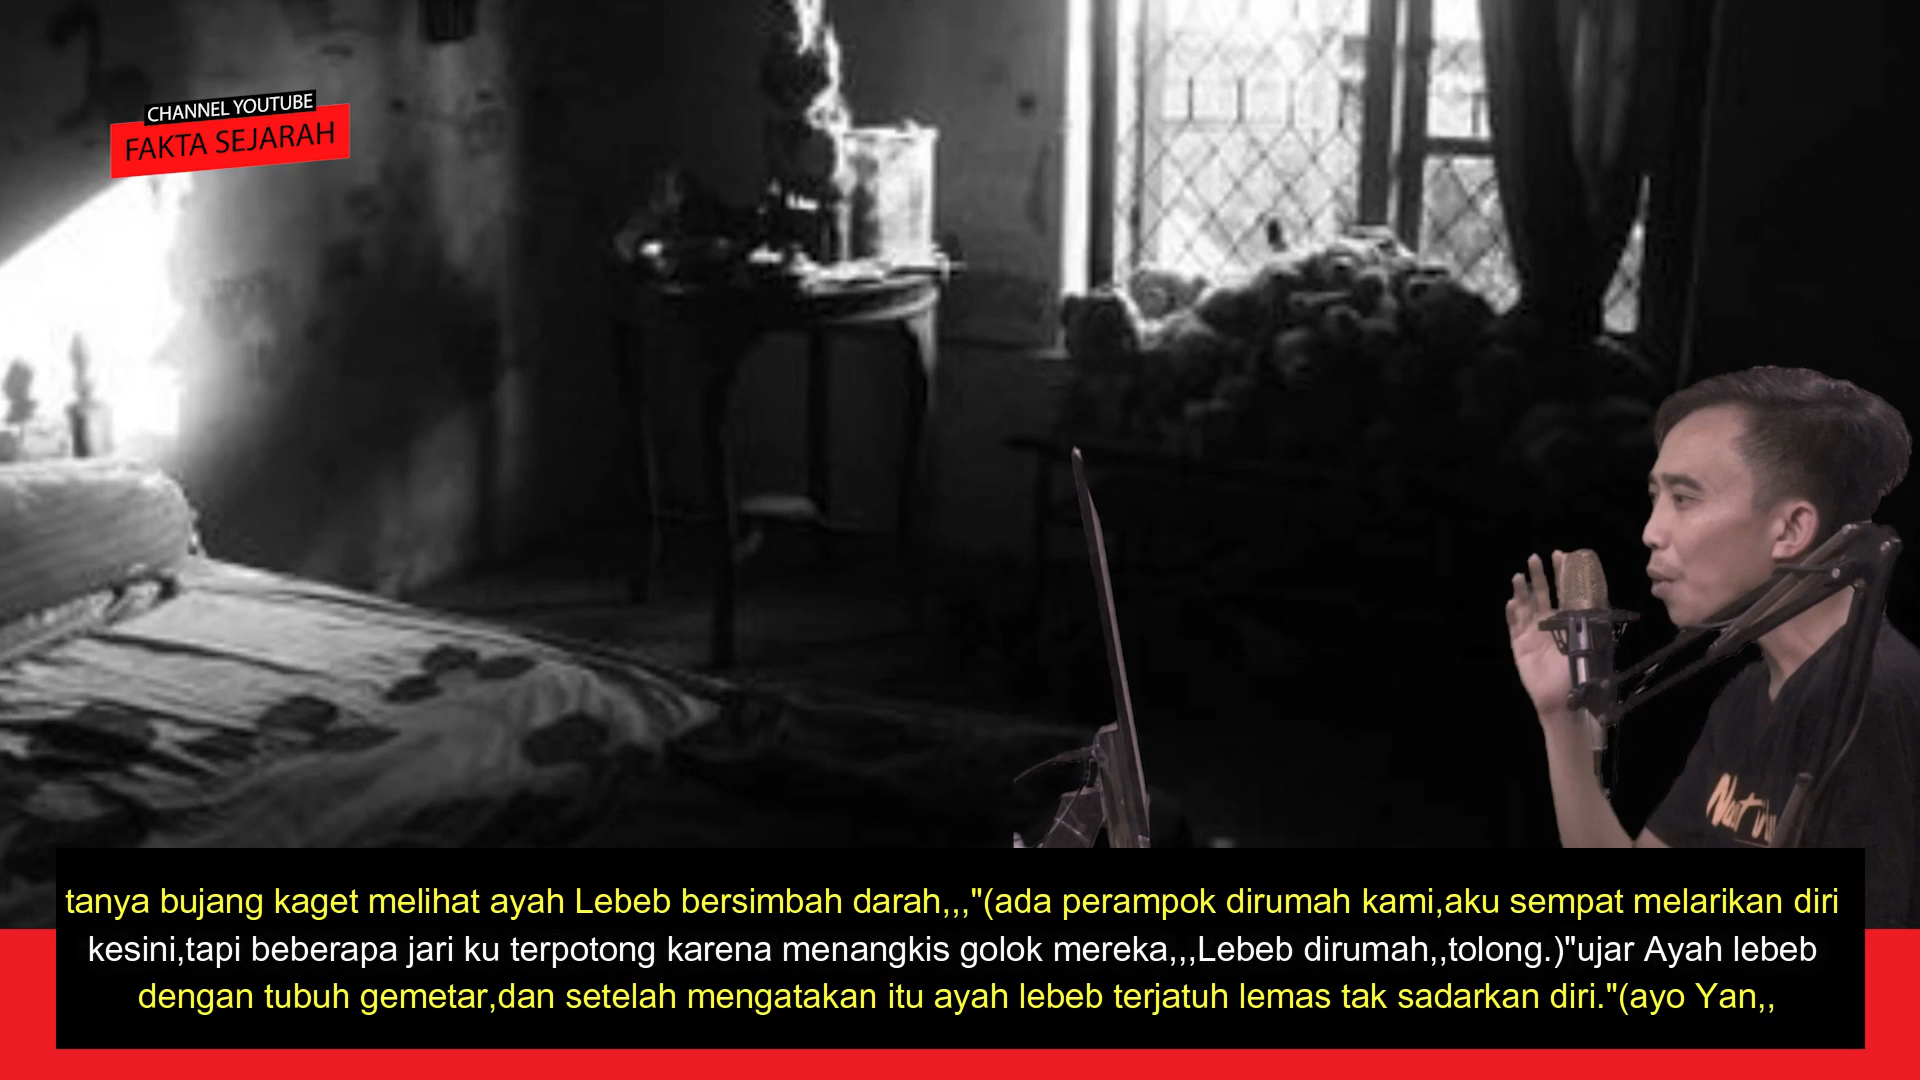 CHANNEL YOUTUBE
FAKTA SEJARAH
tanya bujang kaget melihat ayah Lebeb bersimbah darah,,,"(ada perampok dirumah kami,aku sempat melarikan diri
kesini,tapi beberapa jari ku terpotong karena menangkis golok mereka,,,Lebeb dirumah,,tolong.)"ujar Ayah lebeb
dengan tubuh gemetar,dan setelah mengatakan itu ayah lebeb terjatuh lemas tak sadarkan diri."(ayo Yan,,